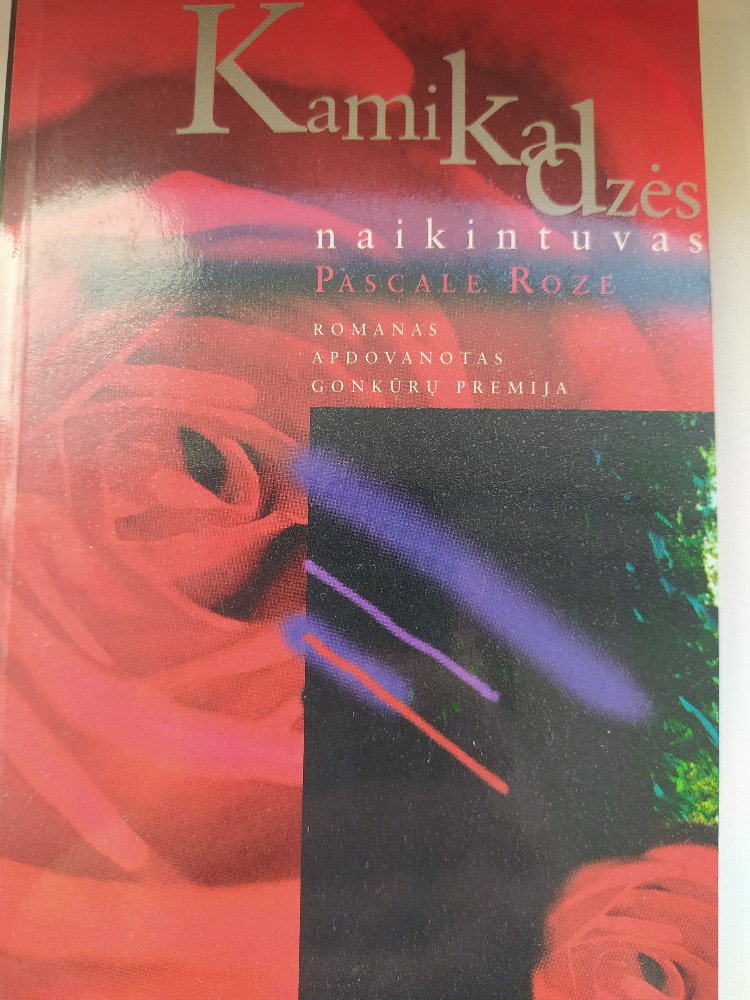 Kamikadzės
naikintuvas
PASCALE ROZE
ROMANAS
APDOVANOTAS
GONKŪRŲ PREMIJA